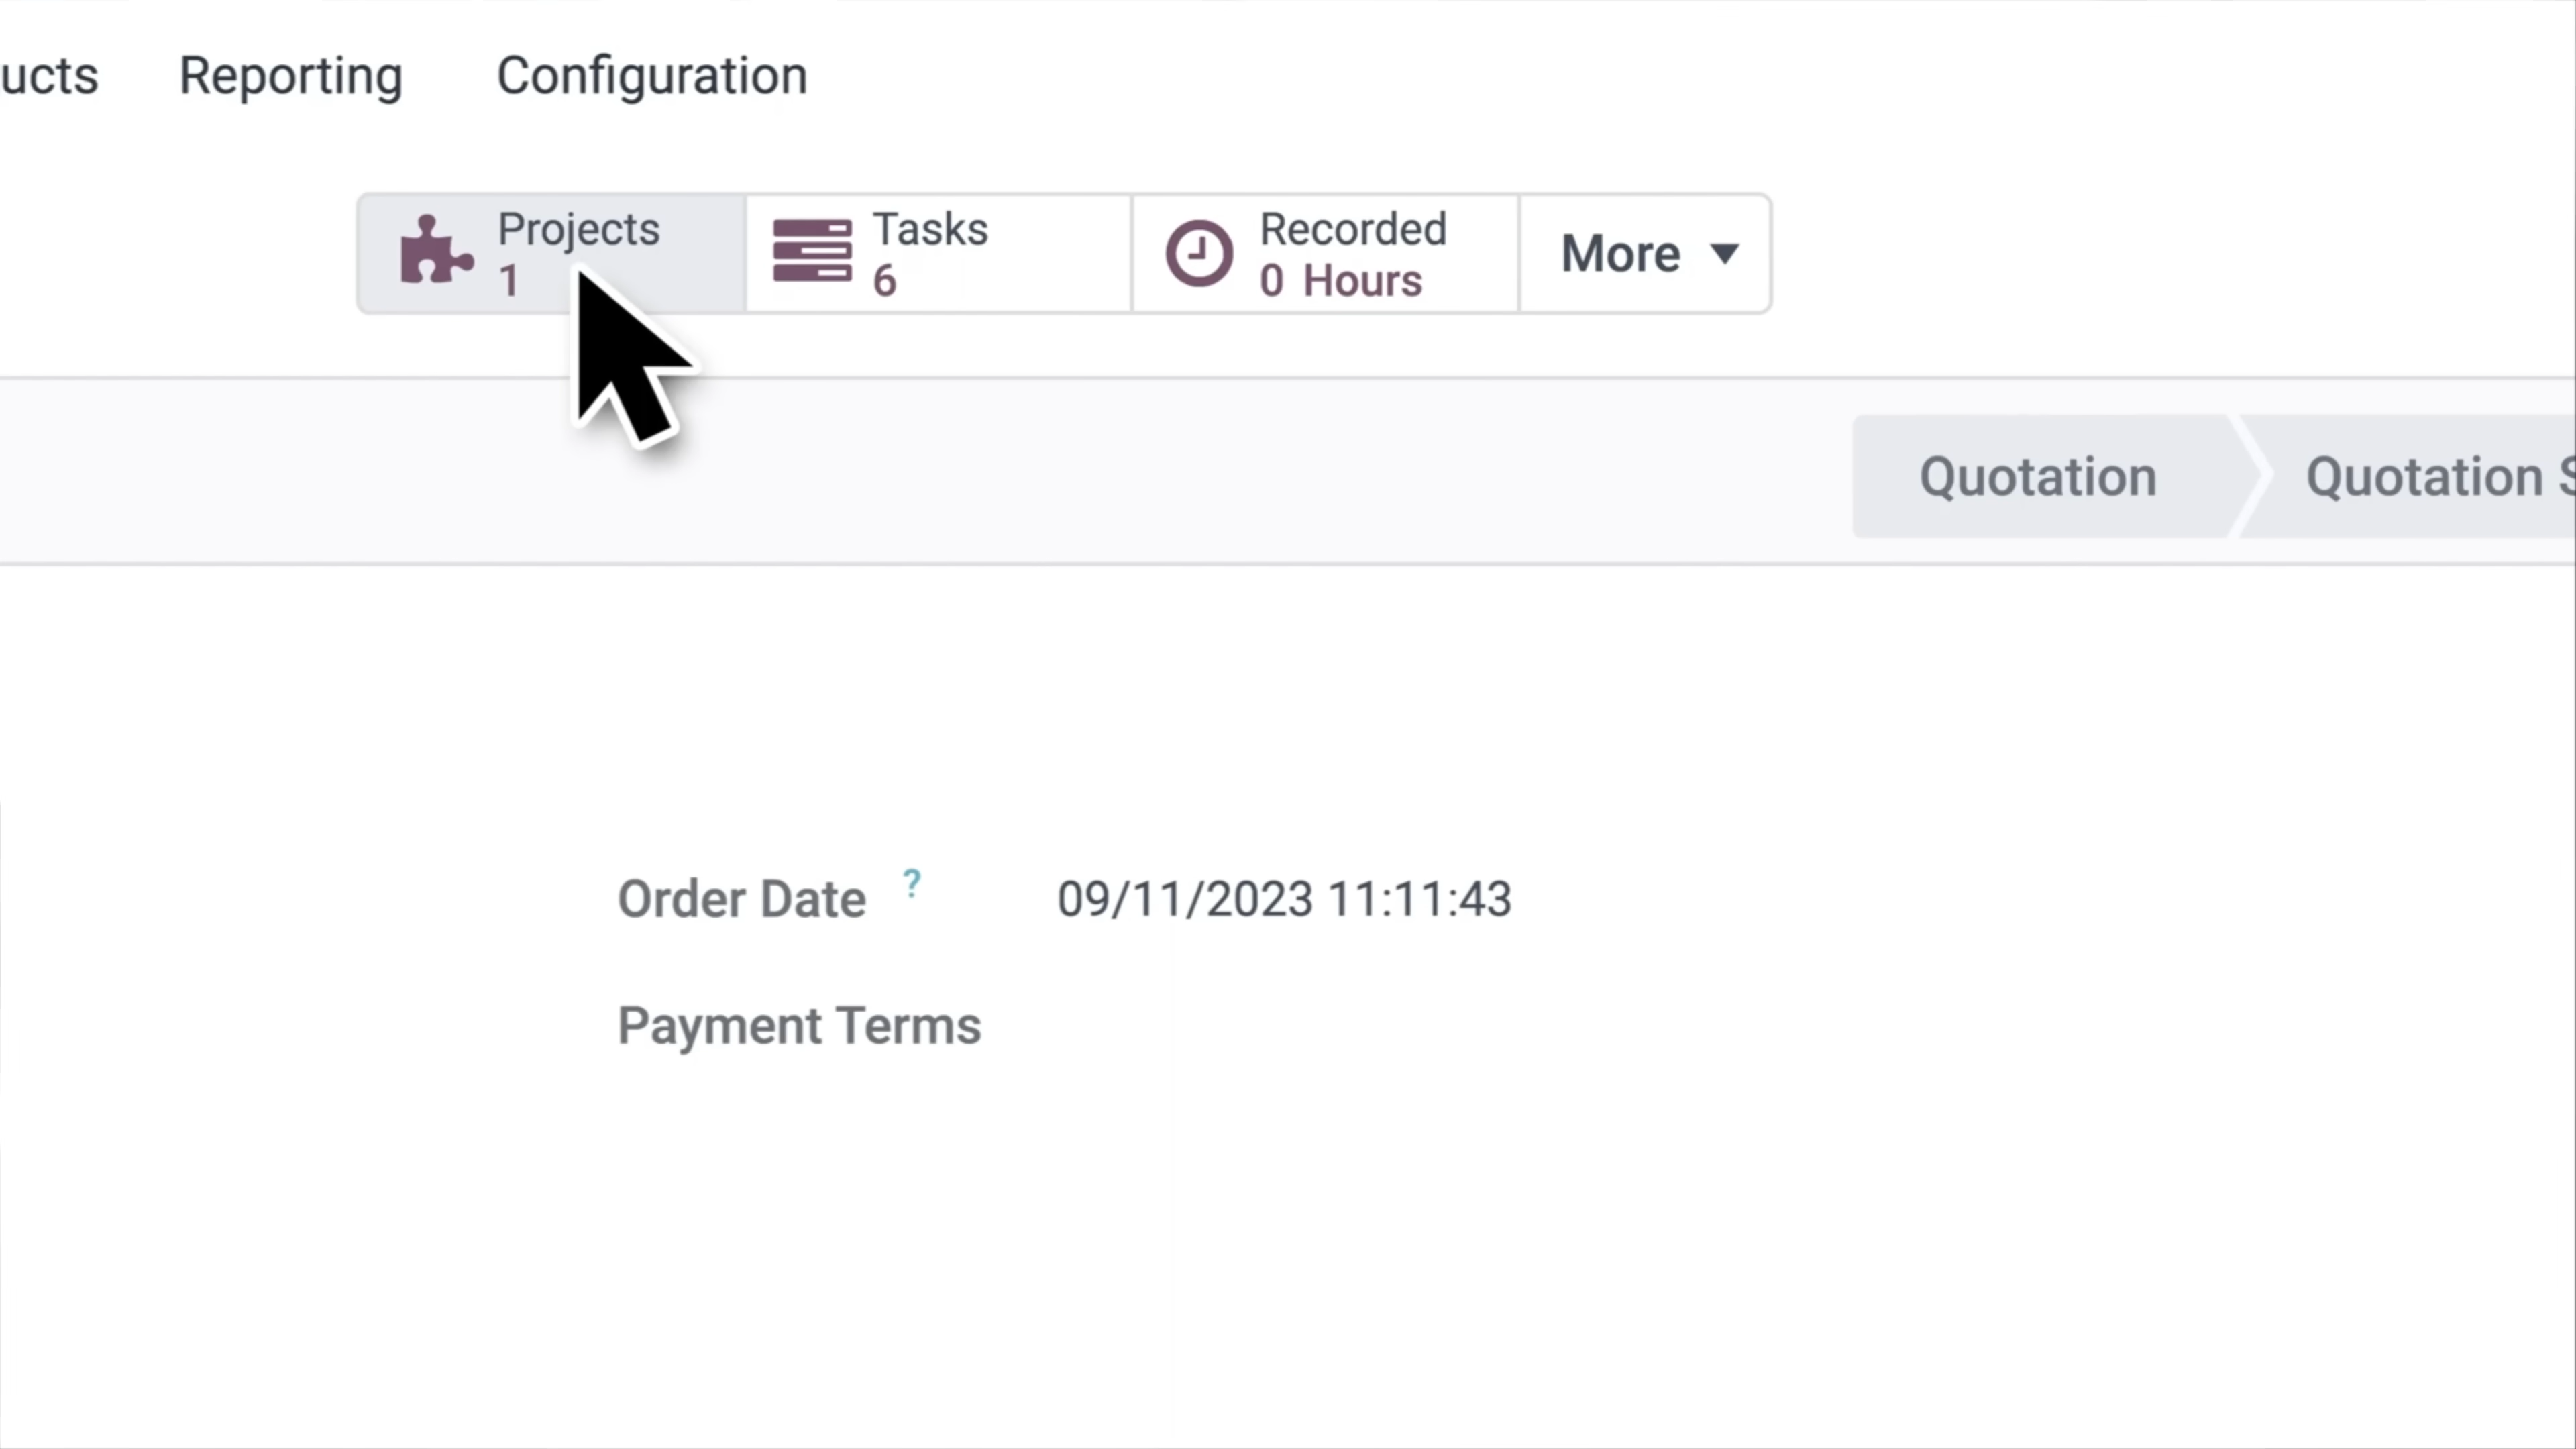 ucts Reporting Configuration
Projects
1
Tasks
6
Recorded
0 Hours
More
Quotation
Quotation S
Order Date ? 09/11/2023 11:11:43
Payment Terms